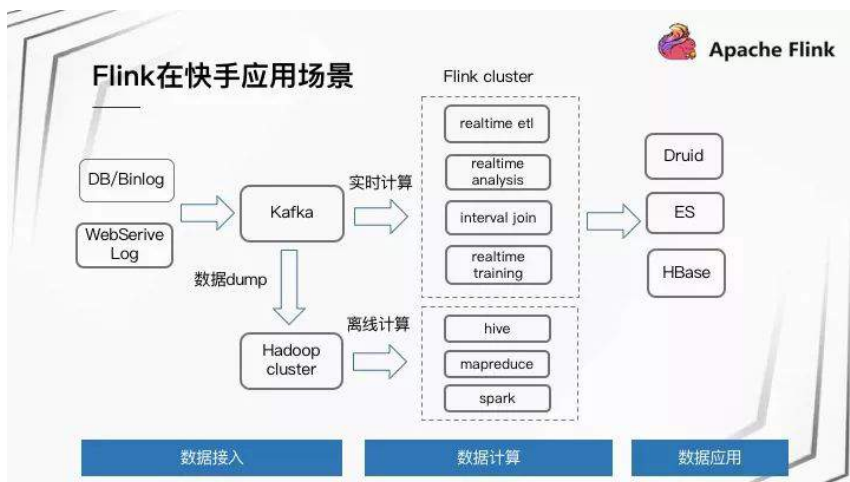 Flink在快手应用场景
Apache Flink
Flink cluster
DB/Binlog
WebSerive
Log
Kafka
实时计算
realtime etl
realtime
analysis
interval join
realtime
training
Druid
ES
HBase
数据dump
Hadoop
cluster
离线计算
hive
mapreduce
spark
数据接入
数据计算
数据应用